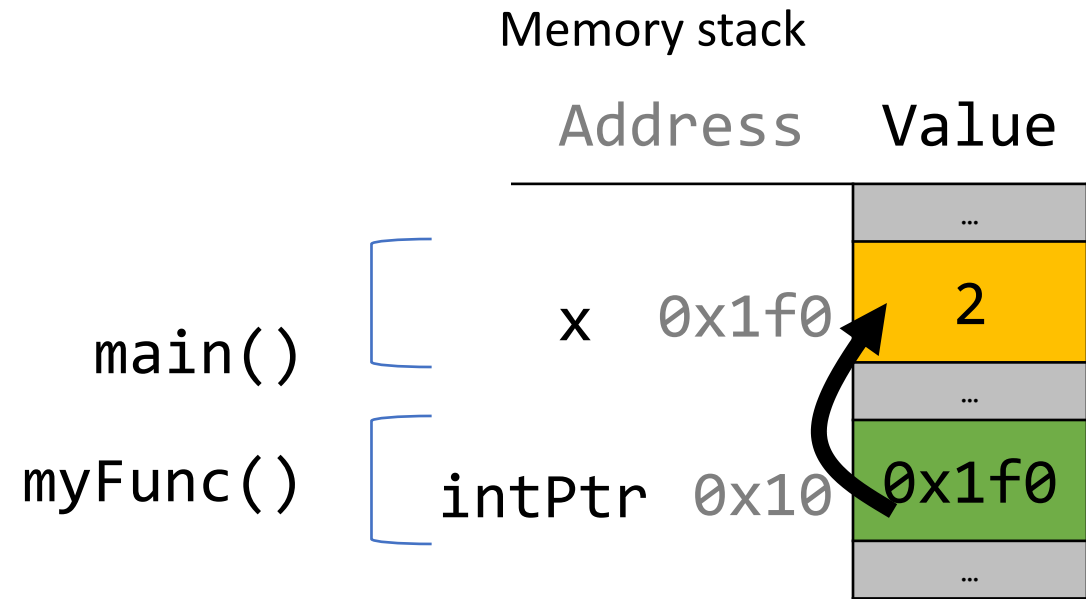 Memory stack
Address Value
…
main() x 0x1f0 2
…
myFunc() intPtr 0x10 0x1f0
…